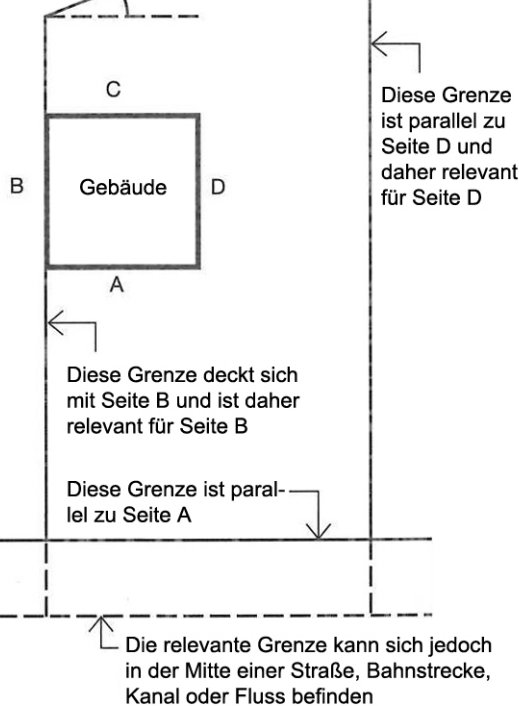 C
Diese Grenze
ist parallel zu
Seite D und
daher relevant
für Seite D
B
Gebäude
D
A
Diese Grenze deckt sich
mit Seite B und ist daher
relevant für Seite B
Diese Grenze ist paral-
lel zu Seite A
Die relevante Grenze kann sich jedoch
in der Mitte einer Straße, Bahnstrecke,
Kanal oder Fluss befinden